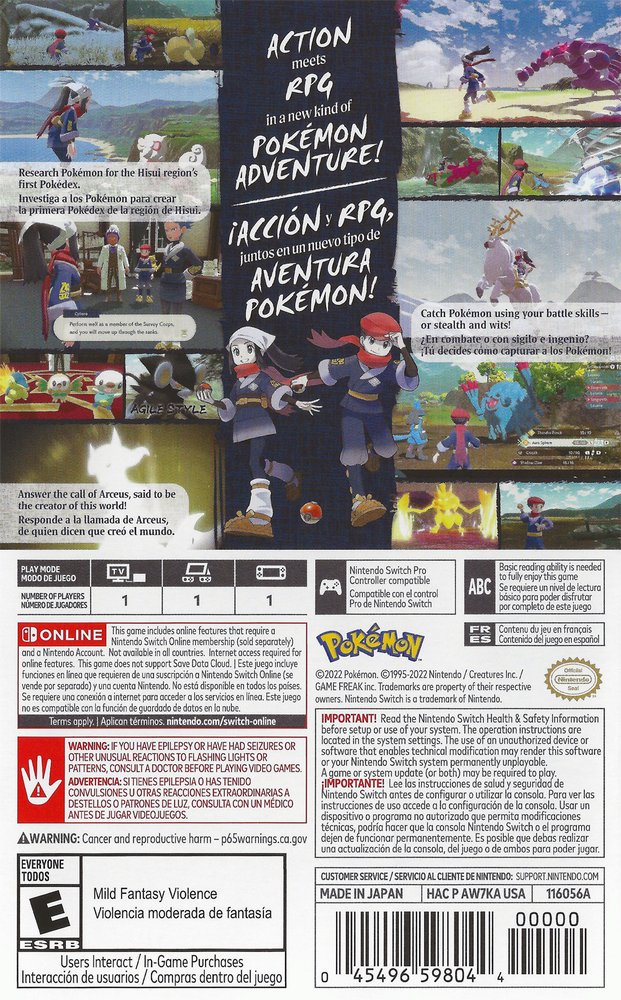 ACTION
meets
RPG
in a new kind of
POKÉMON
ADVENTURE!
¡ACCIÓN y RPG,
juntos en un nuevo tipo de
AVENTURA
POKÉMON!
Research Pokémon for the Hisui region's
first Pokédex.
Investiga a los Pokémon para crear
la primera Pokédex de la región de Hisui.
Cyllene
Perform well as a member of the Survey Corps,
and you will move up through the ranks.
AGILE STYLE
Answer the call of Arceus, said to be
the creator of this world!
Responde a la llamada de Arceus,
de quien dicen que creó el mundo.
Catch Pokémon using your battle skills—
or stealth and wits!
¿En combate o con sigilo e ingenio?
¡Tú decides cómo capturar a los Pokémon!
PLAY MODE
MODO DE JUEGO
TV
NUMBER OF PLAYERS
NÚMERO DE JUGADORES
1
1
1
Nintendo Switch Pro
Controller compatible
Compatible con el control
Pro de Nintendo Switch
ABC
Basic reading ability is needed
to fully enjoy this game
Se requiere un nivel de lectura
básico para poder disfrutar
por completo de este juego
FR
ES
Contenu du jeu en français
Contenido del juego en español
ONLINE
This game includes online features that require a
Nintendo Switch Online membership (sold separately)
and a Nintendo Account. Not available in all countries. Internet access required for
online features. This game does not support Save Data Cloud. | Este juego incluye
funciones en línea que requieren de una suscripción a Nintendo Switch Online (se
vende por separado) y una cuenta Nintendo. No está disponible en todos los países.
Se requiere una conexión a internet para acceder a los servicios en línea. Este juego
no es compatible con la función de guardado de datos en la nube.
Terms apply. | Aplican términos. nintendo.com/switch-online
POKéMON
©2022 Pokémon. ©1995-2022 Nintendo / Creatures Inc. /
GAME FREAK inc. Trademarks are property of their respective
owners. Nintendo Switch is a trademark of Nintendo.
Official
Nintendo
Seal
WARNING: IF YOU HAVE EPILEPSY OR HAVE HAD SEIZURES OR
OTHER UNUSUAL REACTIONS TO FLASHING LIGHTS OR
PATTERNS, CONSULT A DOCTOR BEFORE PLAYING VIDEO GAMES.
ADVERTENCIA: SI TIENES EPILEPSIA O HAS TENIDO
CONVULSIONES U OTRAS REACCIONES EXTRAORDINARIAS A
DESTELLOS O PATRONES DE LUZ, CONSULTA CON UN MÉDICO
ANTES DE JUGAR VIDEOJUEGOS.
WARNING: Cancer and reproductive harm – p65warnings.ca.gov
IMPORTANT! Read the Nintendo Switch Health & Safety Information
before setup or use of your system. The operation instructions are
located in the system settings. The use of an unauthorized device or
software that enables technical modification may render this software
or your Nintendo Switch system permanently unplayable.
A game or system update (or both) may be required to play.
¡IMPORTANTE! Lee las instrucciones de salud y seguridad de
Nintendo Switch antes de configurar o utilizar la consola. Para ver las
instrucciones de uso accede a la configuración de la consola. Usar un
dispositivo o programa no autorizado que permita modificaciones
técnicas, podría hacer que la consola Nintendo Switch o el programa
dejen de funcionar permanentemente. Es posible que debas realizar
una actualización de la consola, del juego o de ambos para poder jugar.
EVERYONE
TODOS
E
ESRB
Mild Fantasy Violence
Violencia moderada de fantasía
Users Interact / In-Game Purchases
Interacción de usuarios / Compras dentro del juego
CUSTOMER SERVICE / SERVICIO AL CLIENTE DE NINTENDO: SUPPORT.NINTENDO.COM
MADE IN JAPAN
HAC P AW7KA USA
116056A
00000
0 45496 59804 4